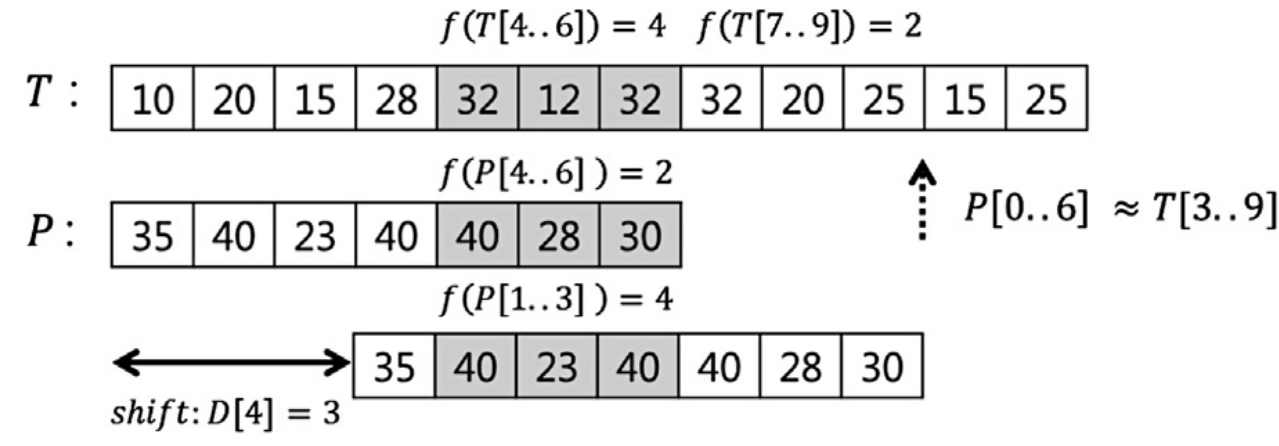 f(T[4..6]) = 4 f(T[7..9]) = 2
T : 10 20 15 28 32 12 32 32 20 25 15 25
f(P[4..6] ) = 2
P : 35 40 23 40 40 28 30
P[0..6] ≈ T[3..9]
f(P[1..3] ) = 4
35 40 23 40 40 28 30
shift: D[4] = 3